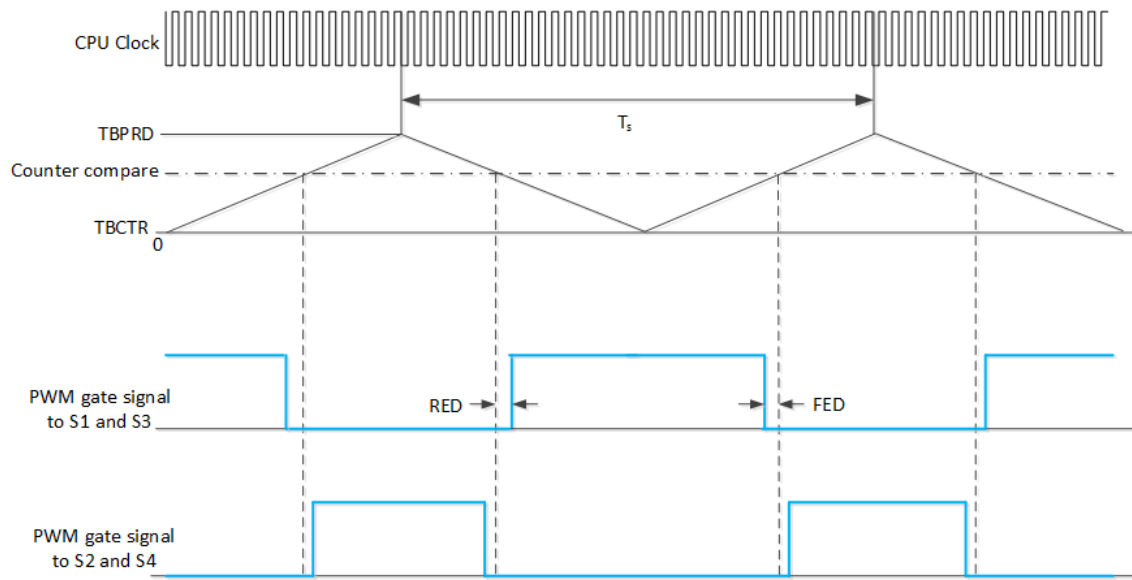 CPU Clock
T_s
TBPRD
Counter compare
TBCTR
0
PWM gate signal
to S1 and S3
RED
FED
PWM gate signal
to S2 and S4